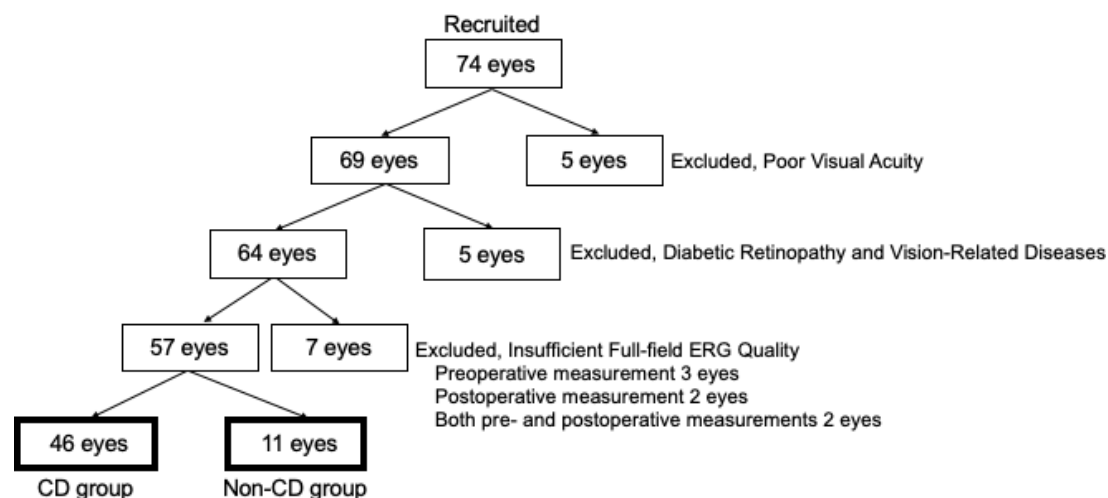 Recruited
74 eyes
69 eyes
5 eyes
Excluded, Poor Visual Acuity
64 eyes
5 eyes
Excluded, Diabetic Retinopathy and Vision-Related Diseases
57 eyes
7 eyes
Excluded, Insufficient Full-field ERG Quality
Preoperative measurement 3 eyes
Postoperative measurement 2 eyes
Both pre- and postoperative measurements 2 eyes
46 eyes
11 eyes
CD group
Non-CD group